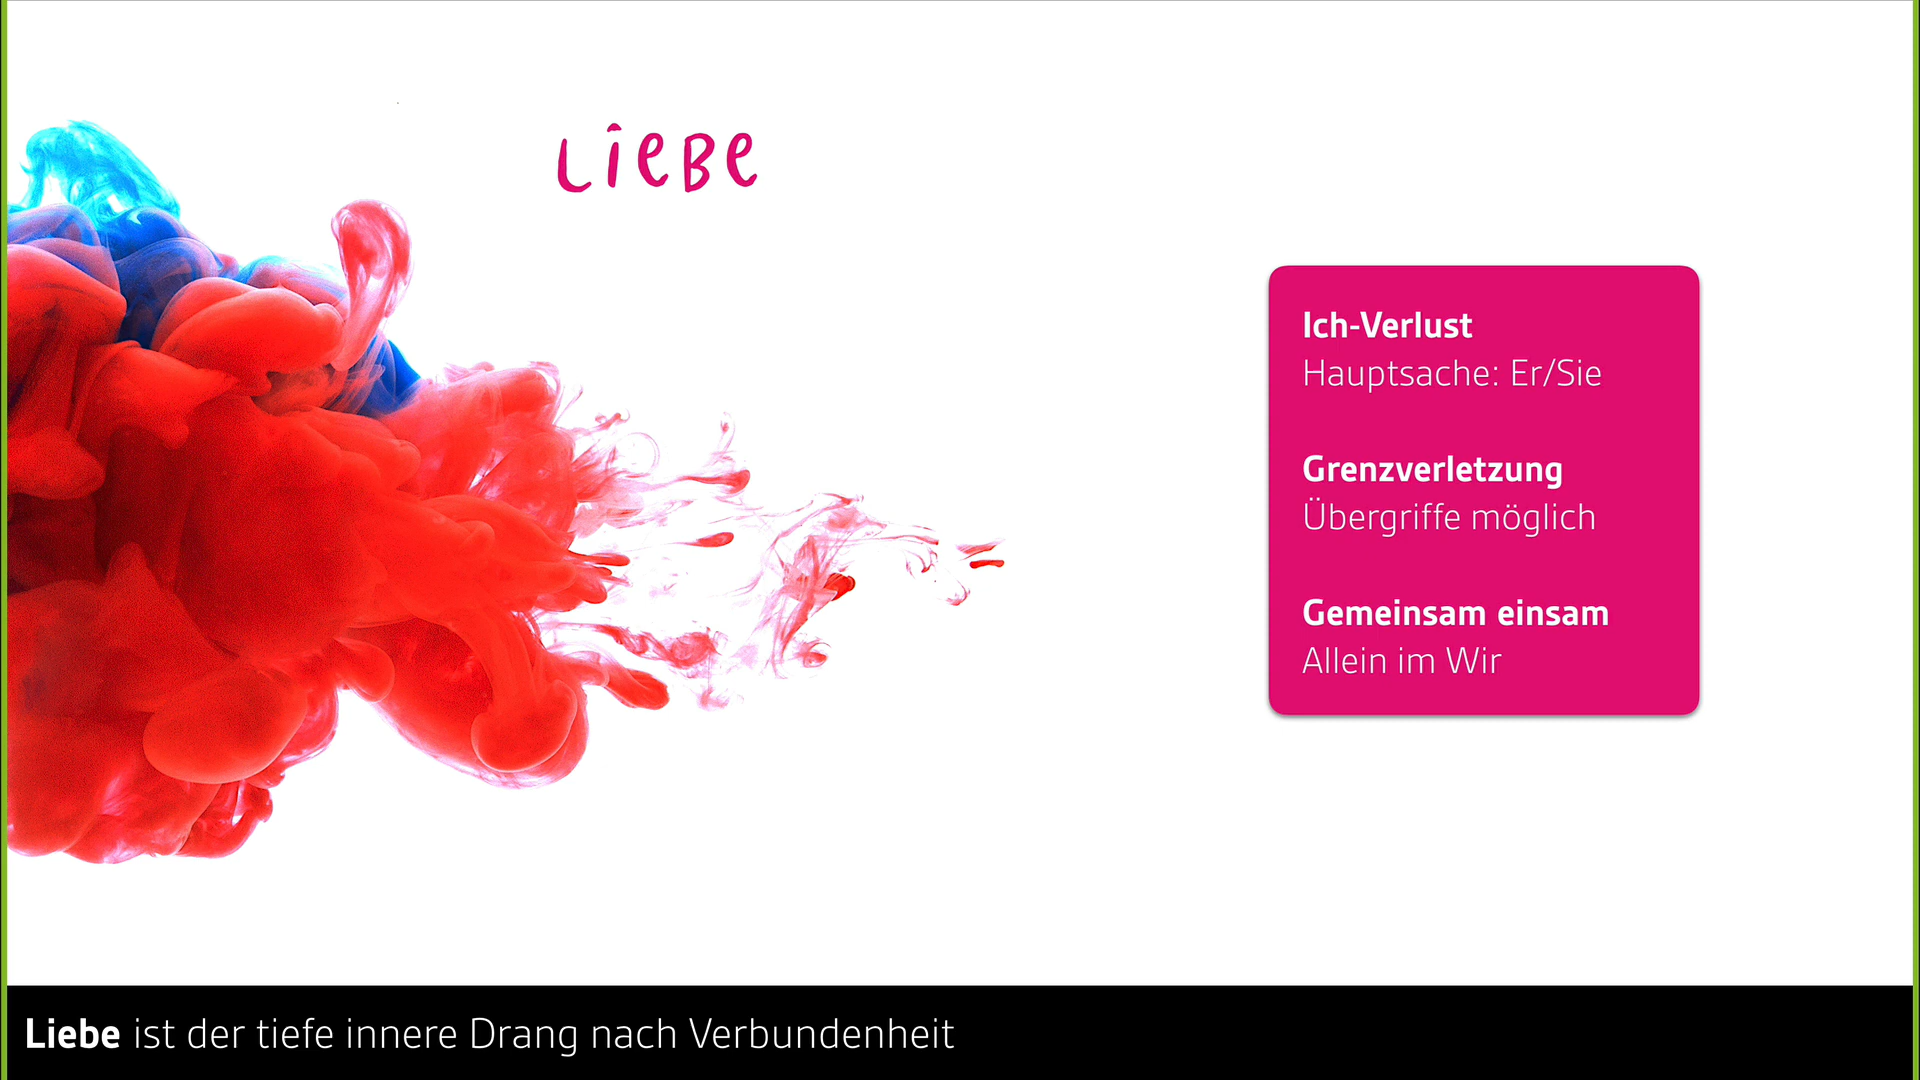 LiEBE
Ich-Verlust
Hauptsache: Er/Sie
Grenzverletzung
Übergriffe möglich
Gemeinsam einsam
Allein im Wir
Liebe ist der tiefe innere Drang nach Verbundenheit